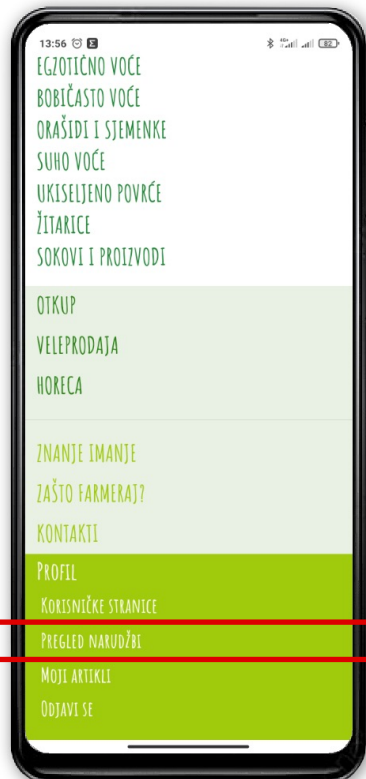 13:56
82
EGZOTIČNO VOĆE
BOBIČASTO VOĆE
ORAŠIDI I SJEMENKE
SUHO VOĆE
UKISELJENO POVRĆE
ŽITARICE
SOKOVI I PROIZVODI
OTKUP
VELEPRODAJA
HORECA
ZNANJE IMANJE
ZAŠTO FARMERAJ?
KONTAKTI
PROFIL
KORISNIČKE STRANICE
PREGLED NARUDŽBI
MOJI ARTIKLI
ODJAVI SE